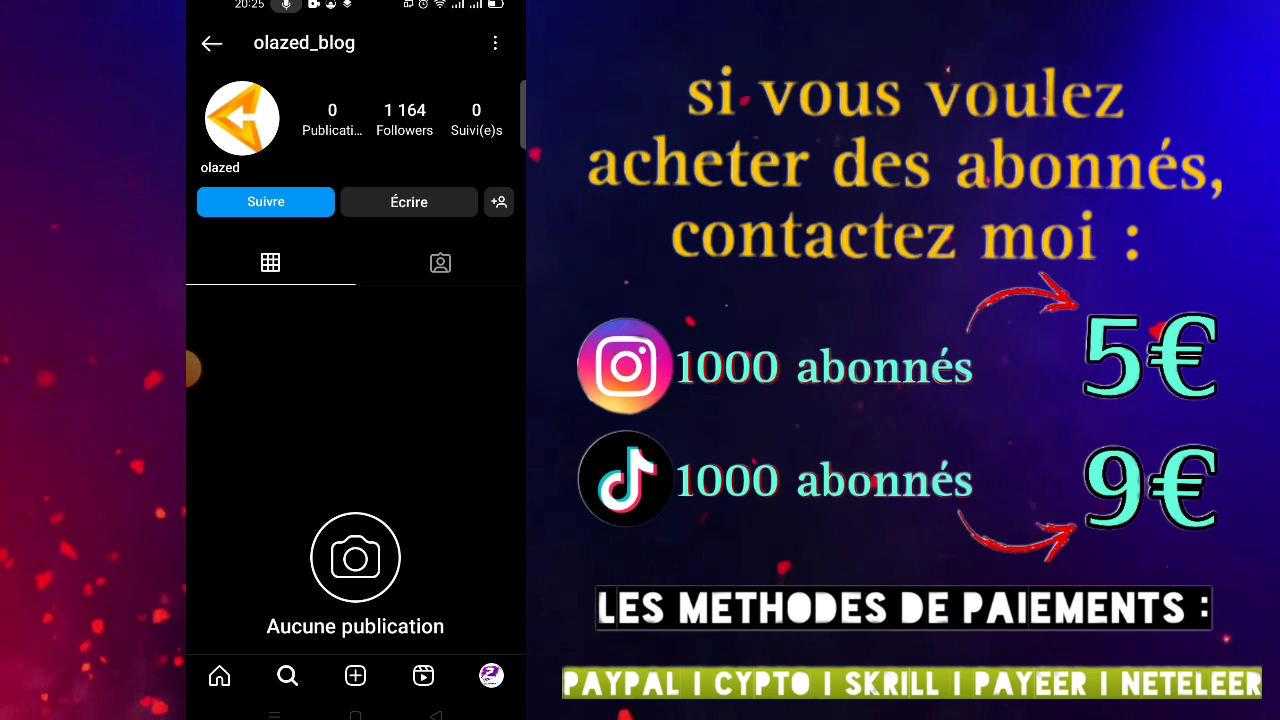 20:25
olazed_blog
0
1 164
0
Publicati...
Followers
Suivi(e)s
olazed
Suivre
Écrire
Aucune publication
si vous voulez
acheter des abonnés,
contactez moi :
1000 abonnés
5€
1000 abonnés
9€
LES METHODES DE PAIEMENTS :
PAYPAL | CYPTO | SKRILL | PAYEER | NETELEER